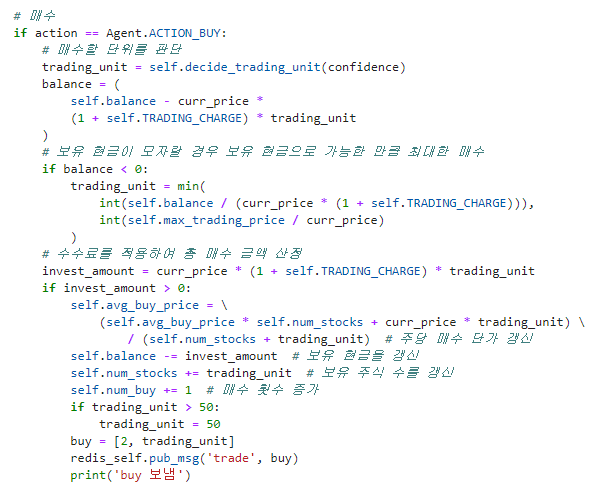 # 매수
if action == Agent.ACTION_BUY:
# 매수할 단위를 판단
trading_unit = self.decide_trading_unit(confidence)
balance = (
self.balance - curr_price *
(1 + self.TRADING_CHARGE) * trading_unit
)
# 보유 현금이 모자랄 경우 보유 현금으로 가능한 만큼 최대한 매수
if balance < 0:
trading_unit = min(
int(self.balance / (curr_price * (1 + self.TRADING_CHARGE))),
int(self.max_trading_price / curr_price)
)
# 수수료를 적용하여 총 매수 금액 산정
invest_amount = curr_price * (1 + self.TRADING_CHARGE) * trading_unit
if invest_amount > 0:
self.avg_buy_price = \
(self.avg_buy_price * self.num_stocks + curr_price * trading_unit) \
/ (self.num_stocks + trading_unit)  # 주당 매수 단가 갱신
self.balance -= invest_amount  # 보유 현금을 갱신
self.num_stocks += trading_unit  # 보유 주식 수를 갱신
self.num_buy += 1  # 매수 횟수 증가
if trading_unit > 50:
trading_unit = 50
buy = [2, trading_unit]
redis_self.pub_msg('trade', buy)
print('buy 보냄')